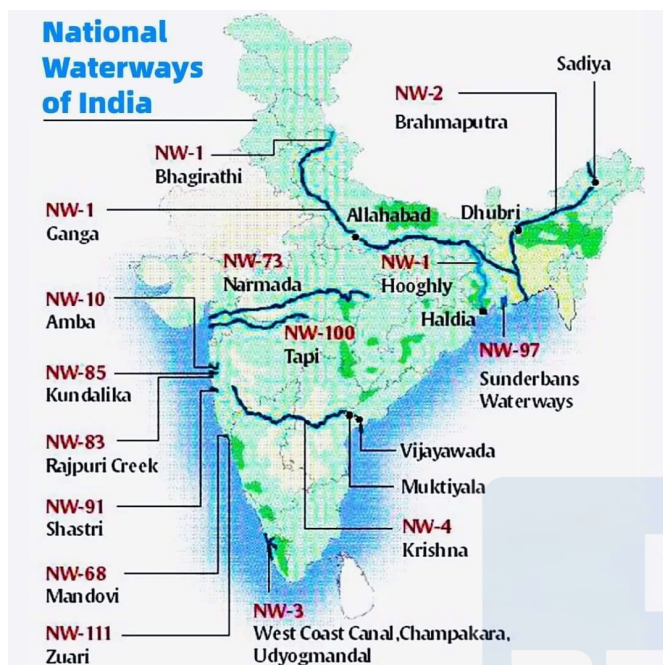 National
Waterways
of India
Sadiya
NW-2
Brahmaputra
NW-1
Bhagirathi
NW-1
Ganga
Allahabad
Dhubri
NW-73
Narmada
NW-1
Hooghly
NW-10
Amba
Haldia
NW-100
Tapi
NW-97
Sunderbans
Waterways
NW-85
Kundalika
NW-83
Rajpuri Creek
Vijayawada
Muktiyala
NW-91
Shastri
NW-4
Krishna
NW-68
Mandovi
NW-3
West Coast Canal,Champakara,
Udyogmandal
NW-111
Zuari